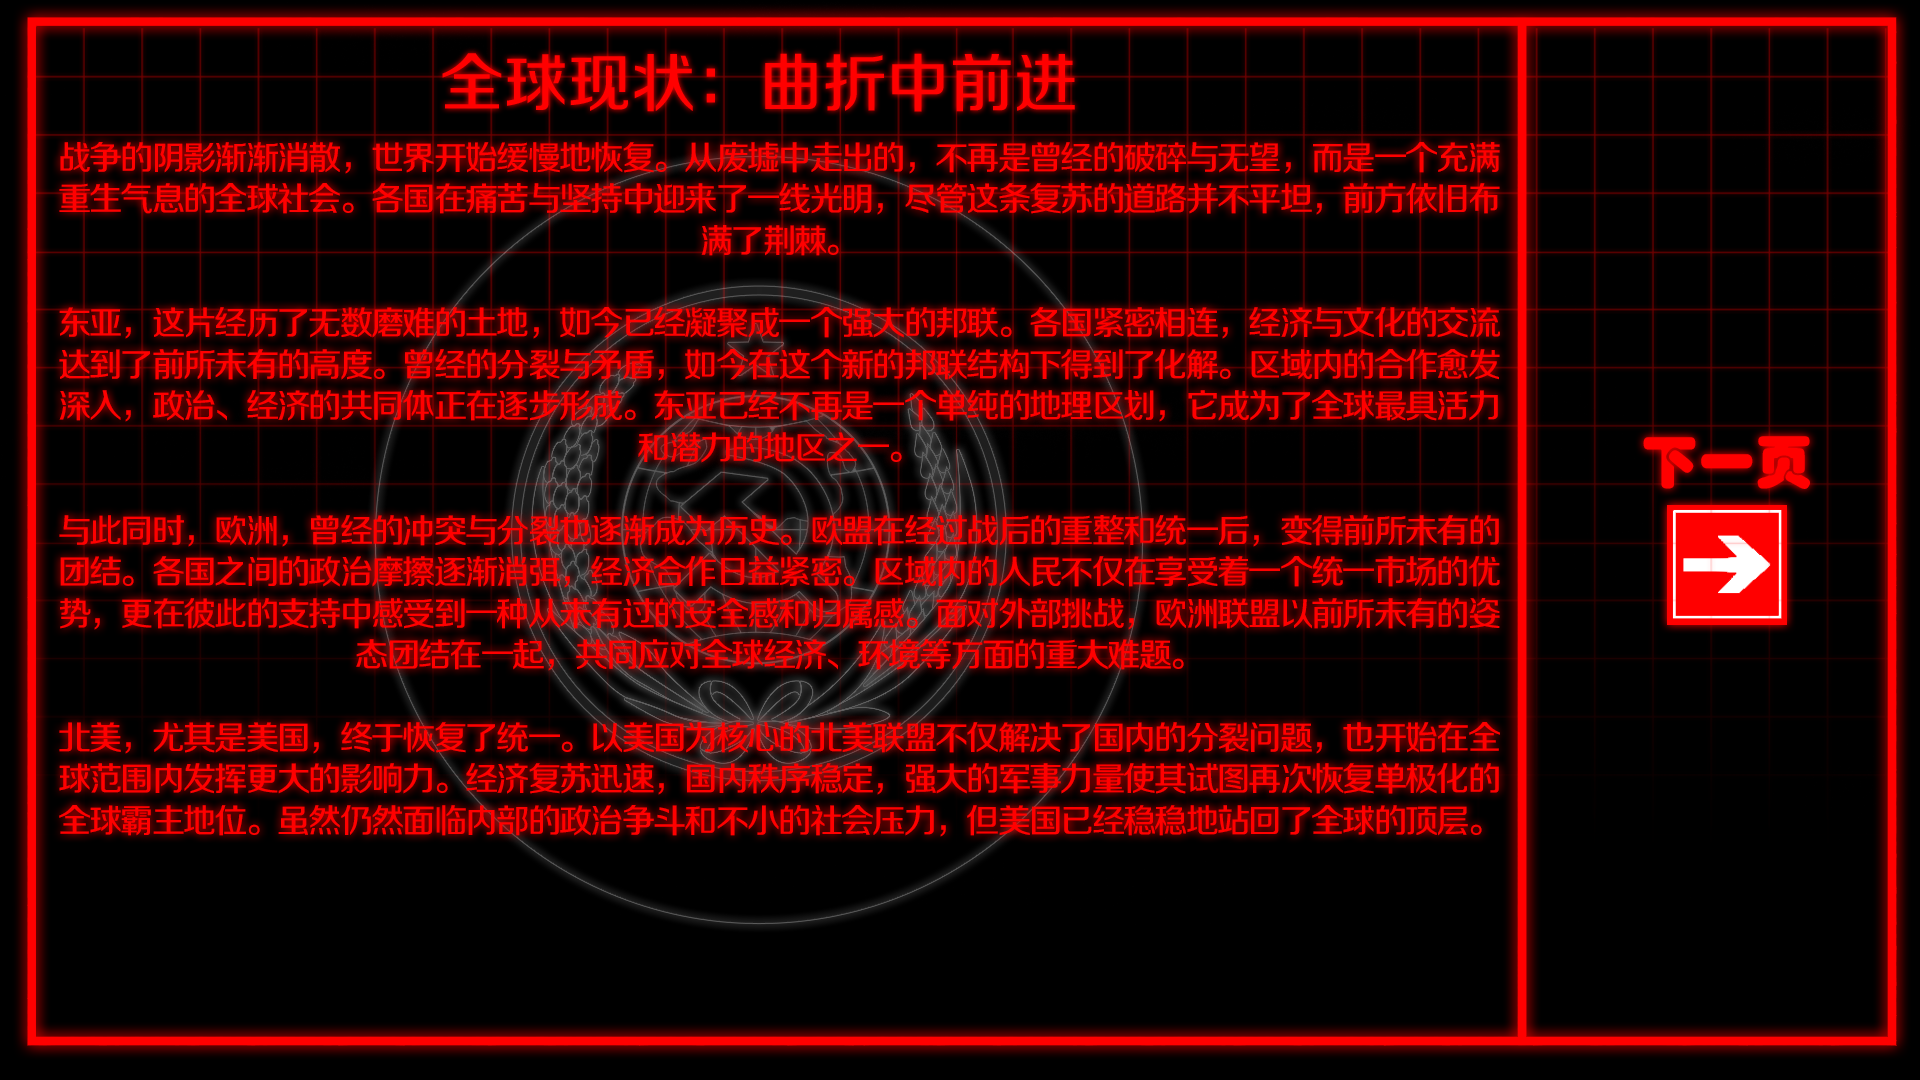 全球现状：曲折中前进
战争的阴影渐渐消散，世界开始缓慢地恢复。从废墟中走出的，不再是曾经的破碎与无望，而是一个充满
重生气息的全球社会。各国在痛苦与坚持中迎来了一线光明，尽管这条复苏的道路并不平坦，前方依旧布
满了荆棘。
东亚，这片经历了无数磨难的土地，如今已经凝聚成一个强大的邦联。各国紧密相连，经济与文化的交流
达到了前所未有的高度。曾经的分裂与矛盾，如今在这个新的邦联结构下得到了化解。区域内的合作愈发
深入，政治、经济的共同体正在逐步形成。东亚已经不再是一个单纯的地理区划，它成为了全球最具活力
和潜力的地区之一。
与此同时，欧洲，曾经的冲突与分裂也逐渐成为历史。欧盟在经过战后的重整和统一后，变得前所未有的
团结。各国之间的政治摩擦逐渐消弭，经济合作日益紧密。区域内的人民不仅在享受着一个统一市场的优
势，更在彼此的支持中感受到一种从未有过的安全感和归属感。面对外部挑战，欧洲联盟以前所未有的姿
态团结在一起，共同应对全球经济、环境等方面的重大难题。
北美，尤其是美国，终于恢复了统一。以美国为核心的北美联盟不仅解决了国内的分裂问题，也开始在全
球范围内发挥更大的影响力。经济复苏迅速，国内秩序稳定，强大的军事力量使其试图再次恢复单极化的
全球霸主地位。虽然仍然面临内部的政治争斗和不小的社会压力，但美国已经稳稳地站回了全球的顶层。
下一页